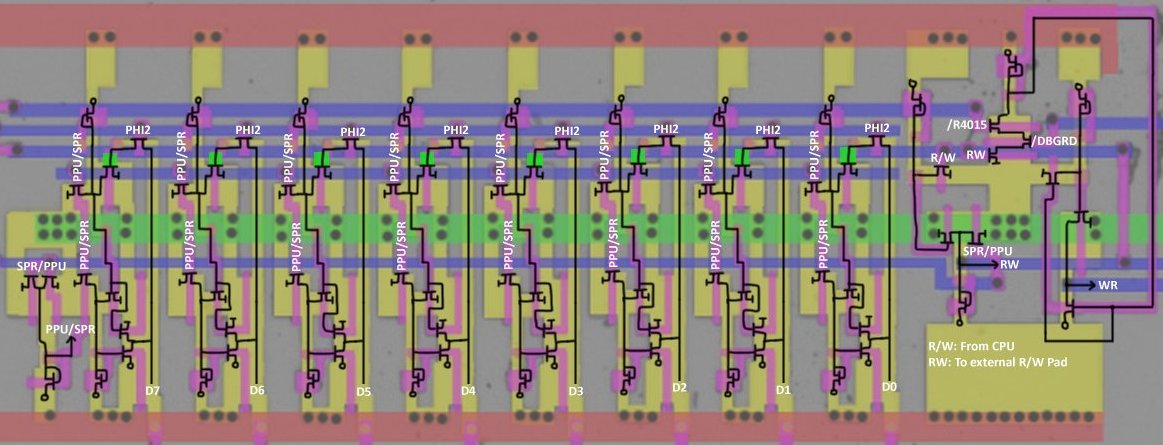 PHI2 PHI2 PHI2 PHI2 PHI2 PHI2 PHI2 PHI2
PPU/SPR PPU/SPR PPU/SPR PPU/SPR PPU/SPR PPU/SPR PPU/SPR PPU/SPR
/R4015
/DBGRD
R/W RW
PPU/SPR PPU/SPR PPU/SPR PPU/SPR PPU/SPR PPU/SPR PPU/SPR PPU/SPR
SPR/PPU
SPR/PPU
RW
WR
PPU/SPR
R/W: From CPU
RW: To external R/W Pad
D7 D6 D5 D4 D3 D2 D1 D0